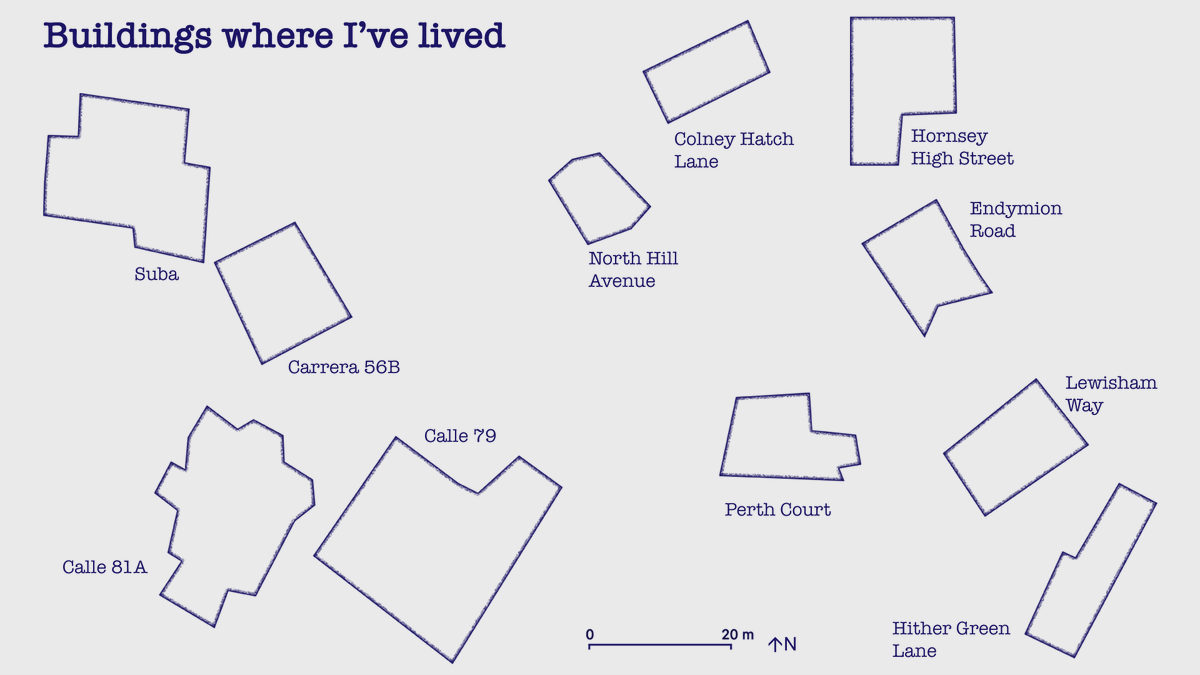 Buildings where I've lived
Colney Hatch
Lane
Hornsey
High Street
Endymion
Road
North Hill
Avenue
Suba
Carrera 56B
Lewisham
Way
Calle 79
Perth Court
Calle 81A
Hither Green
Lane
0 20 m
↑N